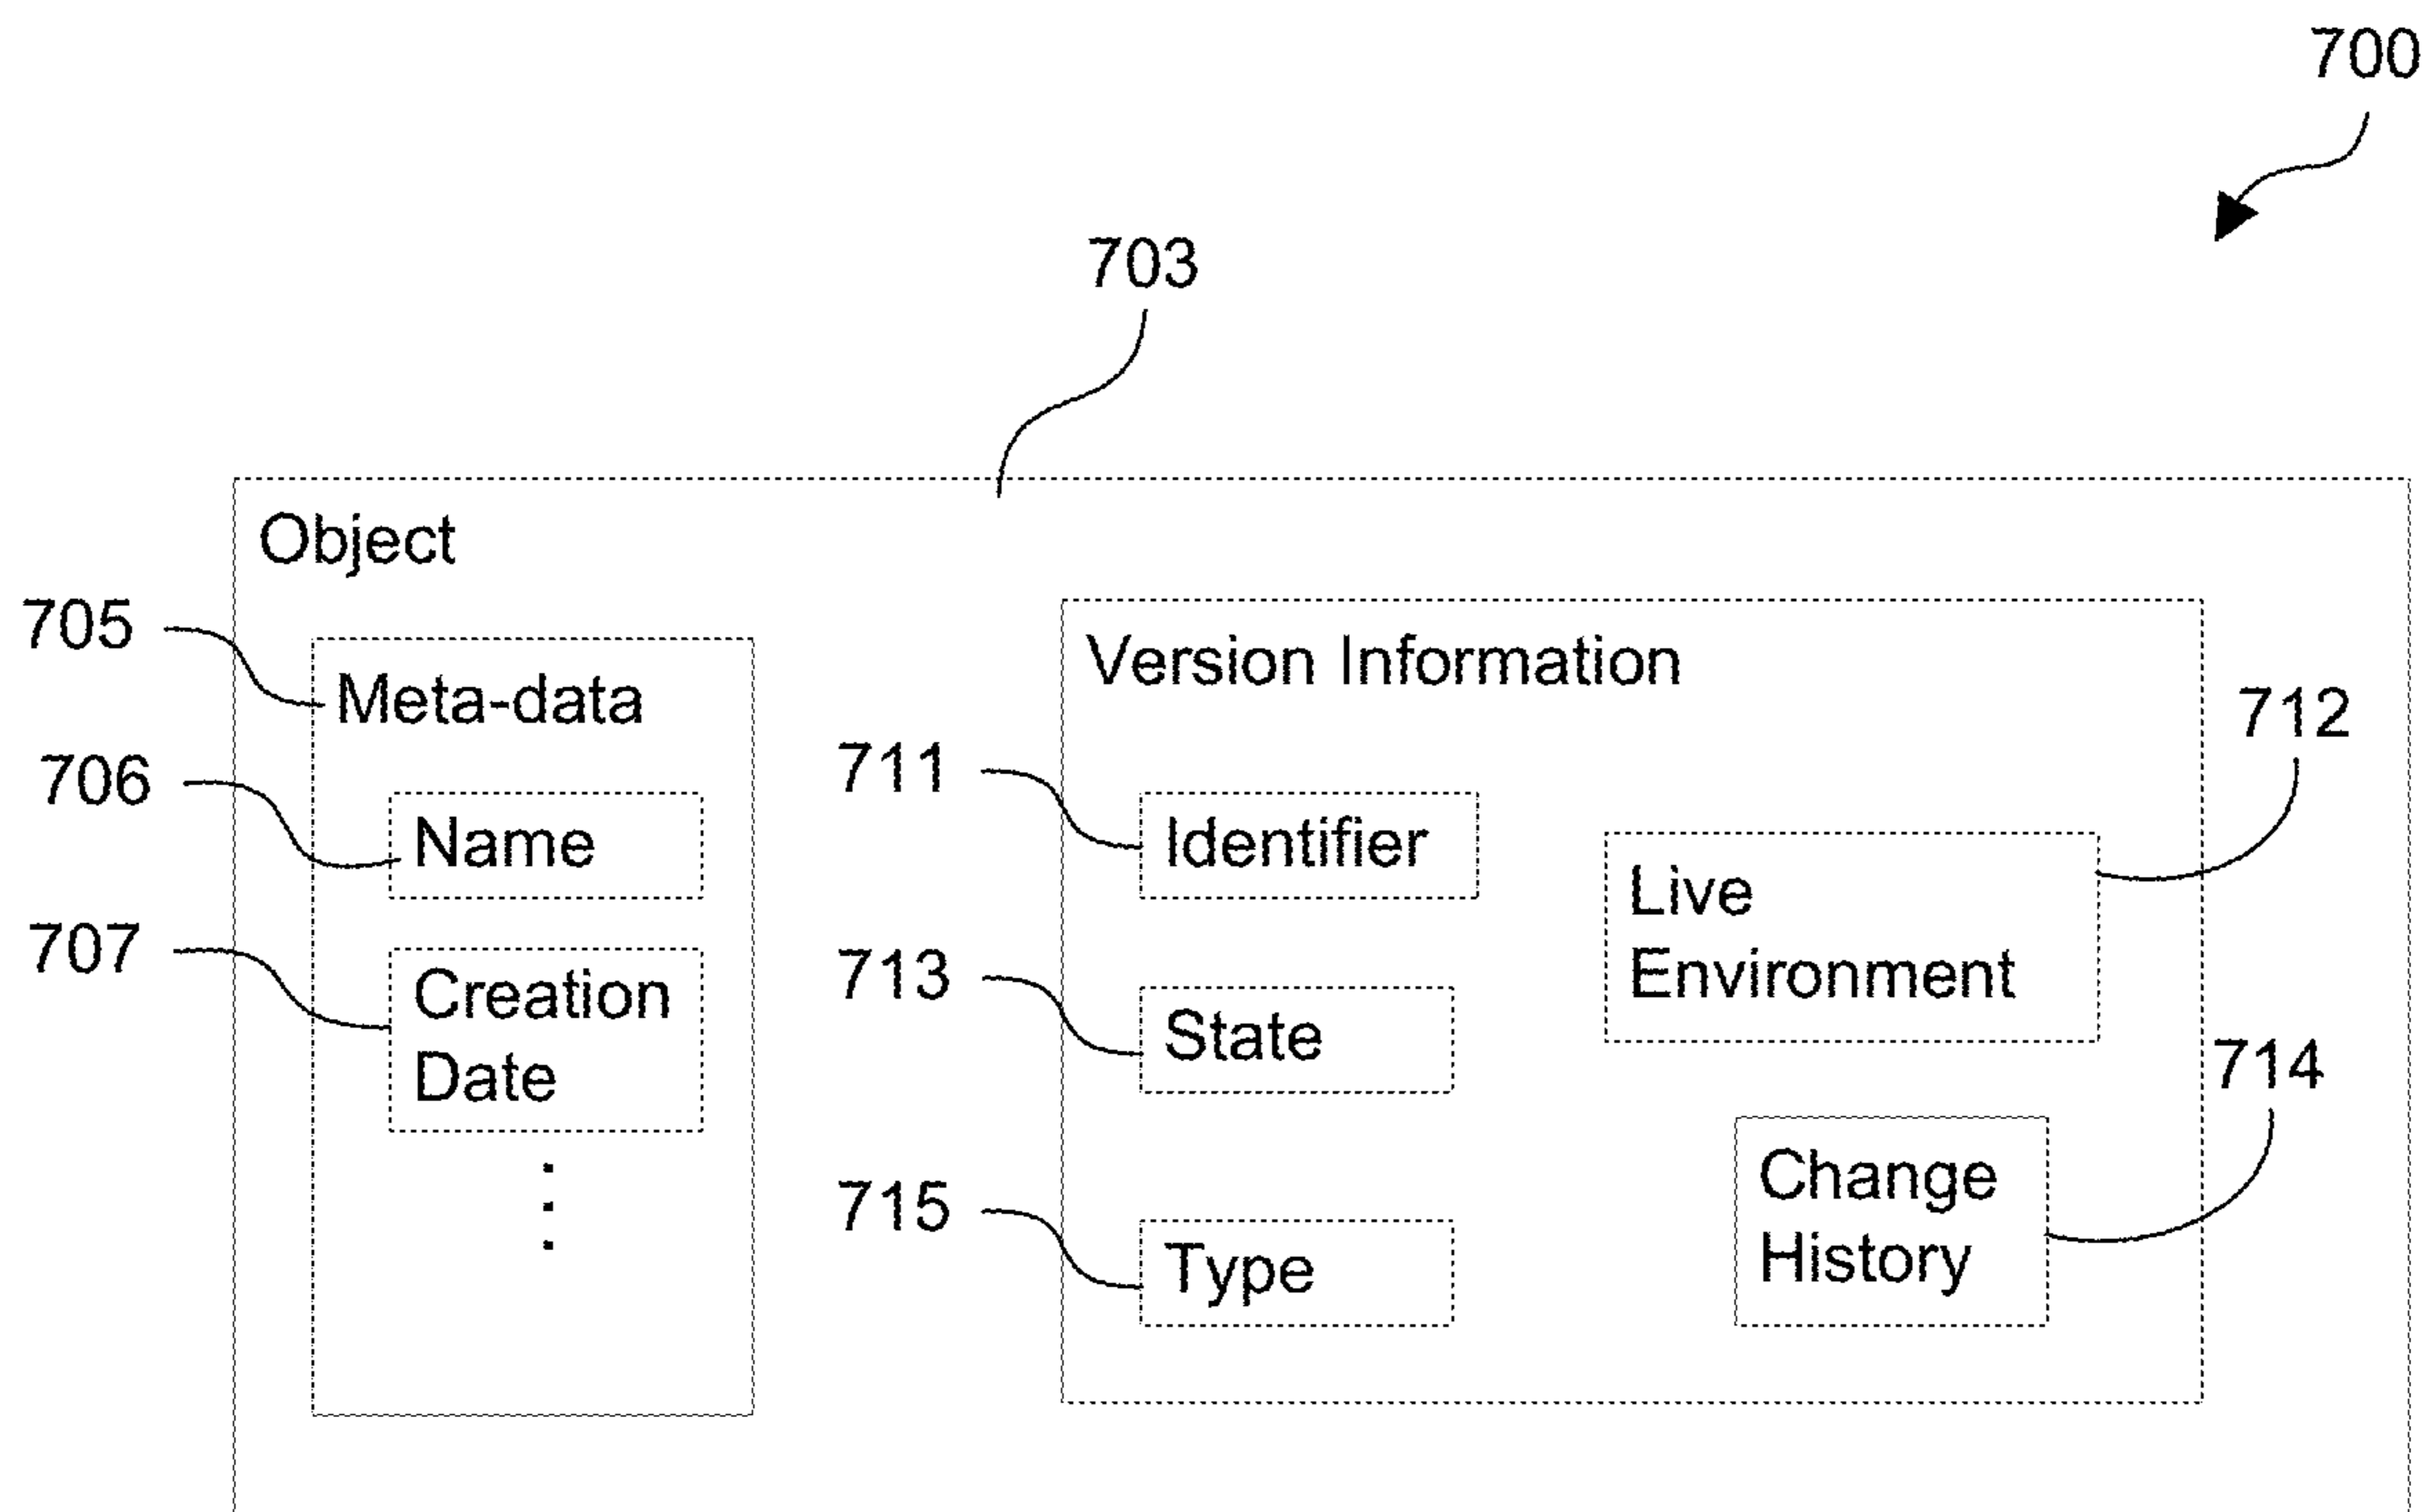 700
703
Object
705
Meta-data
Version Information
712
706
Name
711
Identifier
Live
Environment
707
Creation
Date
713
State
714
Change
History
715
Type